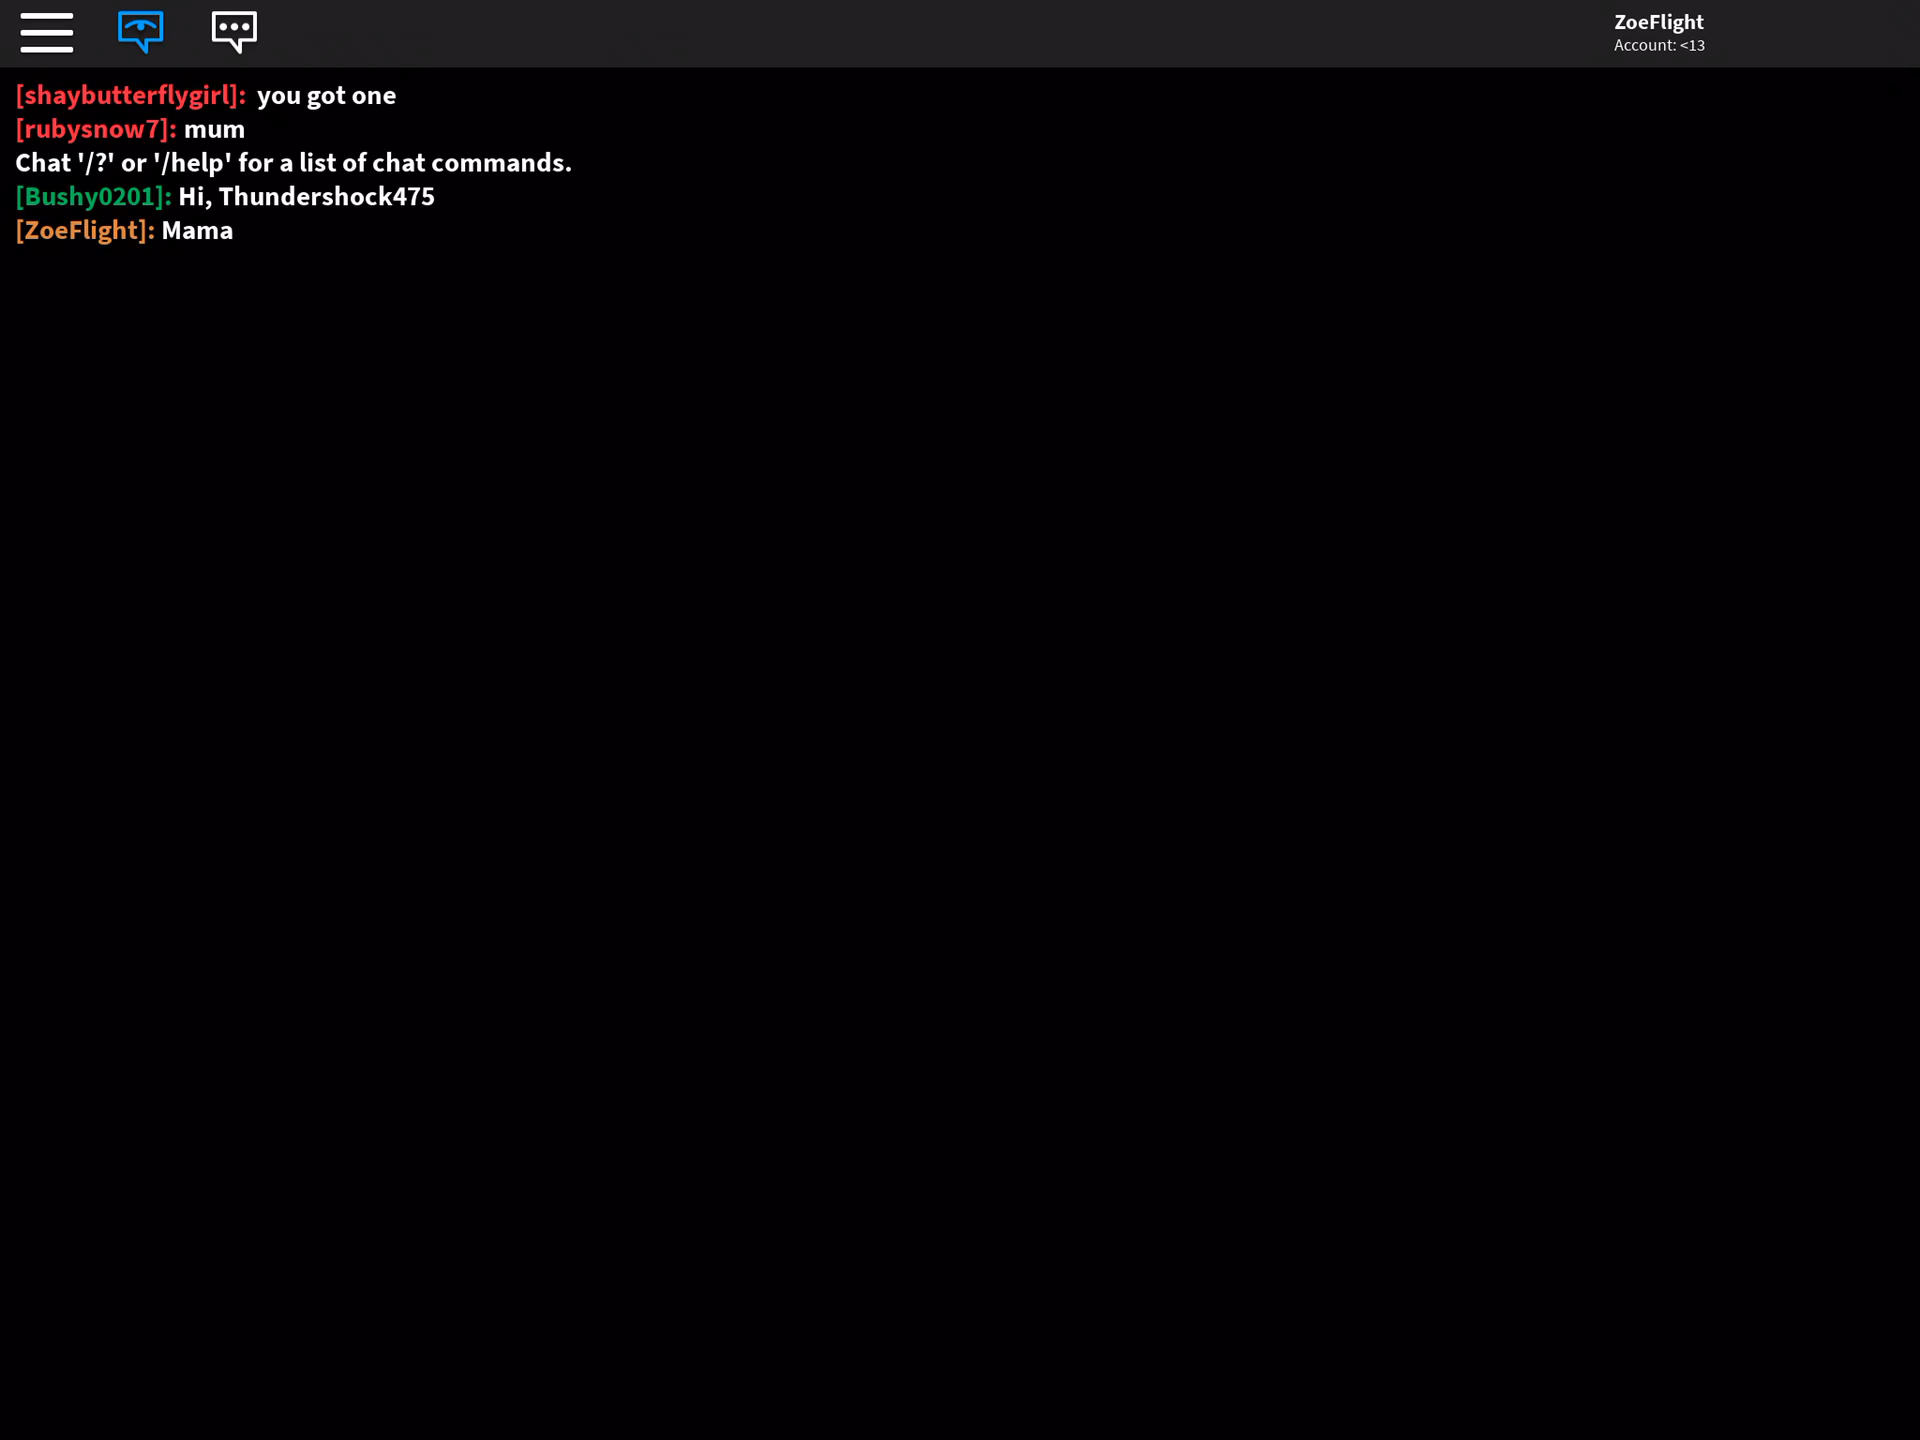 ZoeFlight
Account: <13
[shaybutterflygirl]: you got one
[rubysnow7]: mum
Chat '/?' or '/help' for a list of chat commands.
[Bushy0201]: Hi, Thundershock475
[ZoeFlight]: Mama